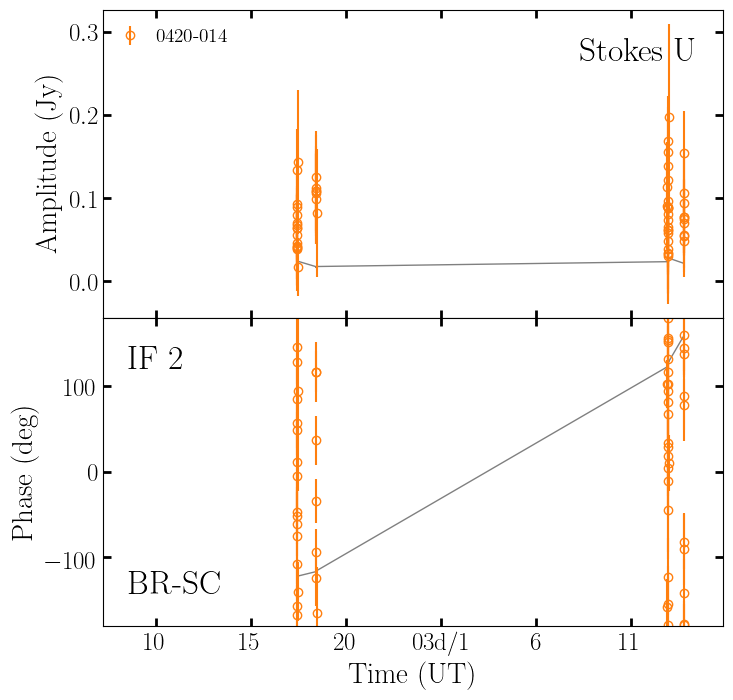 0420-014
Stokes U
0.3
0.2
0.1
0.0
Amplitude (Jy)
IF 2
100
0
−100
Phase (deg)
BR-SC
10 15 20 03d/1 6 11
Time (UT)